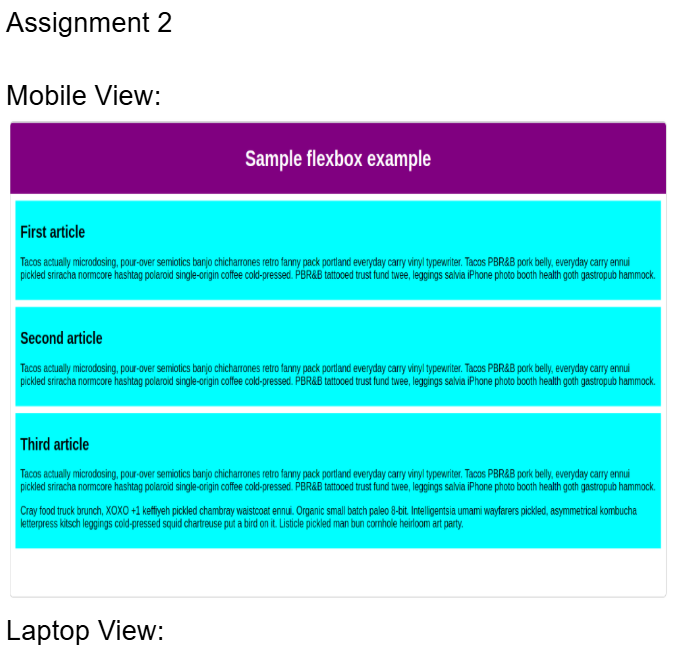 Assignment 2
Mobile View:
Sample flexbox example
First article
Tacos actually microdosing, pour-over semiotics banjo chicharrones retro fanny pack portland everyday carry vinyl typewriter. Tacos PBR&B pork belly, everyday carry ennui
pickled sriracha normcore hashtag polaroid single-origin coffee cold-pressed. PBR&B tattooed trust fund twee, leggings salvia iPhone photo booth health goth gastropub hammock.
Second article
Tacos actually microdosing, pour-over semiotics banjo chicharrones retro fanny pack portland everyday carry vinyl typewriter. Tacos PBR&B pork belly, everyday carry ennui
pickled sriracha normcore hashtag polaroid single-origin coffee cold-pressed. PBR&B tattooed trust fund twee, leggings salvia iPhone photo booth health goth gastropub hammock.
Third article
Tacos actually microdosing, pour-over semiotics banjo chicharrones retro fanny pack portland everyday carry vinyl typewriter. Tacos PBR&B pork belly, everyday carry ennui
pickled sriracha normcore hashtag polaroid single-origin coffee cold-pressed. PBR&B tattooed trust fund twee, leggings salvia iPhone photo booth health goth gastropub hammock.
Cray food truck brunch, XOXO +1 keffiyeh pickled chambray waistcoat ennui. Organic small batch paleo 8-bit. Intelligentsia umami wayfarers pickled, asymmetrical kombucha
letterpress kitsch leggings cold-pressed squid chartreuse put a bird on it. Listicle pickled man bun cornhole heirloom art party.
Laptop View: